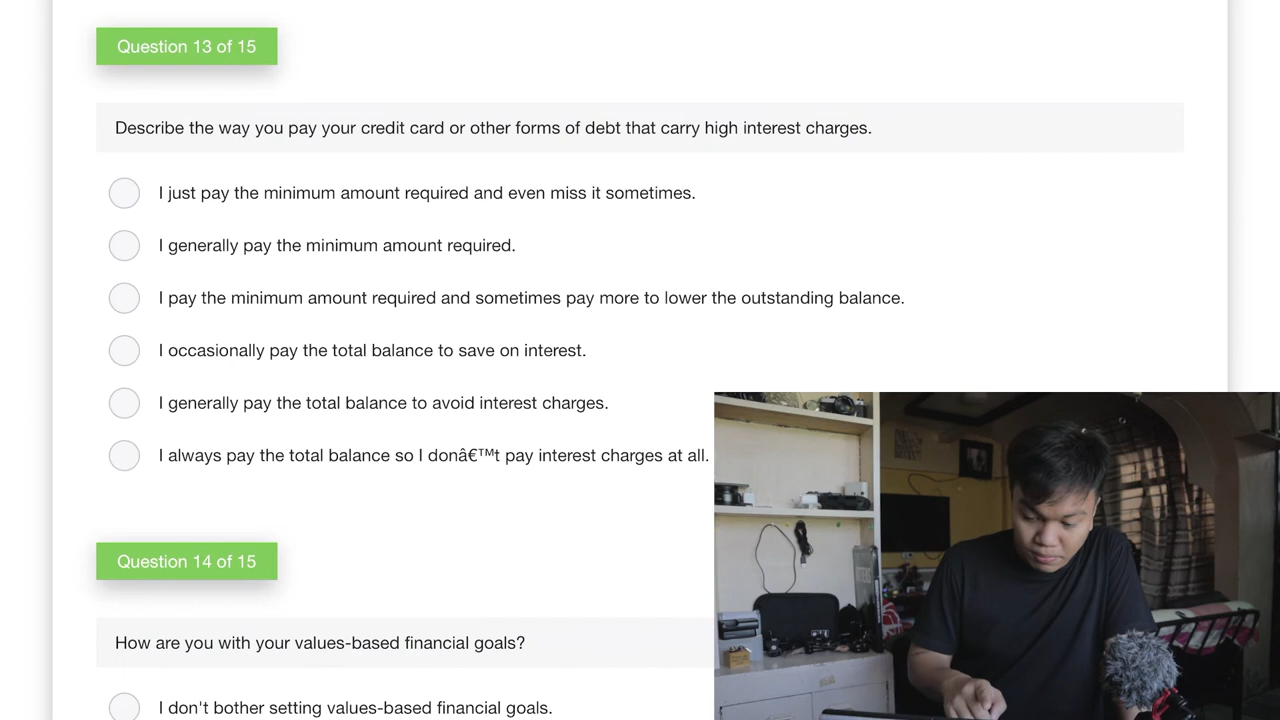 Question 13 of 15
Describe the way you pay your credit card or other forms of debt that carry high interest charges.
I just pay the minimum amount required and even miss it sometimes.
I generally pay the minimum amount required.
I pay the minimum amount required and sometimes pay more to lower the outstanding balance.
I occasionally pay the total balance to save on interest.
I generally pay the total balance to avoid interest charges.
I always pay the total balance so I donâ€™t pay interest charges at all.
Question 14 of 15
How are you with your values-based financial goals?
I don't bother setting values-based financial goals.